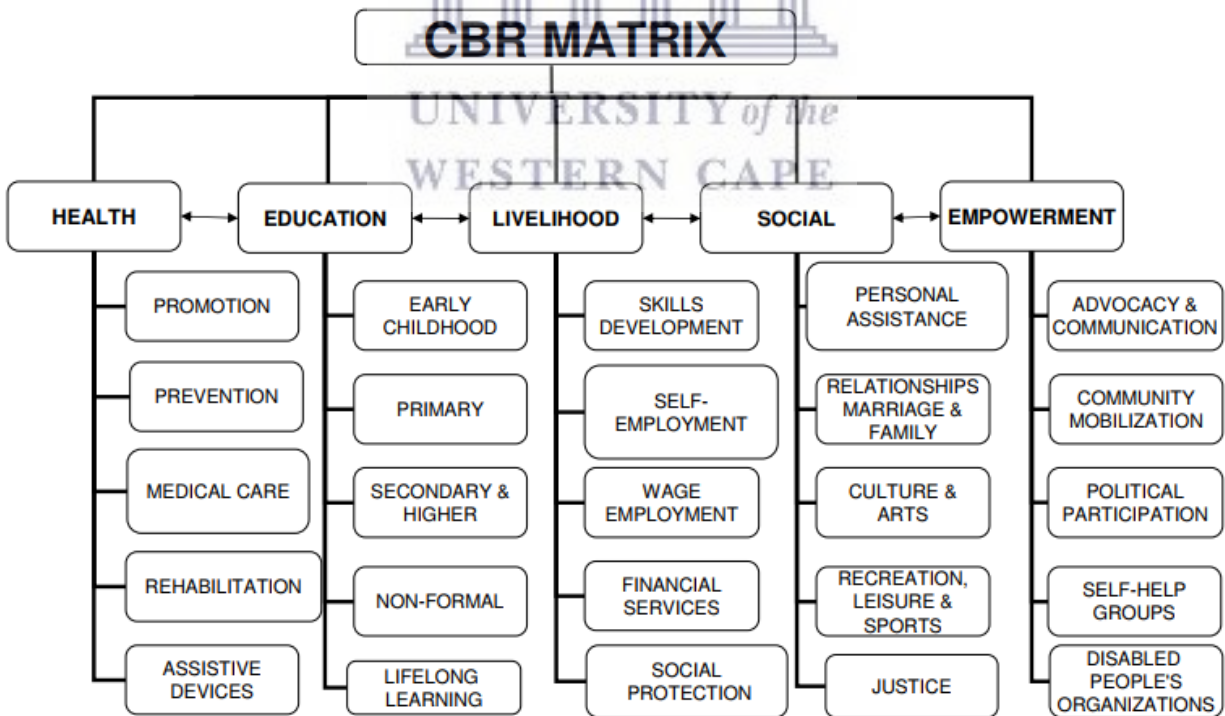 CBR MATRIX
UNIVERSITY of the
WESTERN CAPE
HEALTH
EDUCATION
LIVELIHOOD
SOCIAL
EMPOWERMENT
PROMOTION
PREVENTION
MEDICAL CARE
REHABILITATION
ASSISTIVE
DEVICES
EARLY
CHILDHOOD
PRIMARY
SECONDARY &
HIGHER
NON-FORMAL
LIFELONG
LEARNING
SKILLS
DEVELOPMENT
SELF-
EMPLOYMENT
WAGE
EMPLOYMENT
FINANCIAL
SERVICES
SOCIAL
PROTECTION
PERSONAL
ASSISTANCE
RELATIONSHIPS
MARRIAGE &
FAMILY
CULTURE &
ARTS
RECREATION,
LEISURE &
SPORTS
JUSTICE
ADVOCACY &
COMMUNICATION
COMMUNITY
MOBILIZATION
POLITICAL
PARTICIPATION
SELF-HELP
GROUPS
DISABLED
PEOPLE'S
ORGANIZATIONS